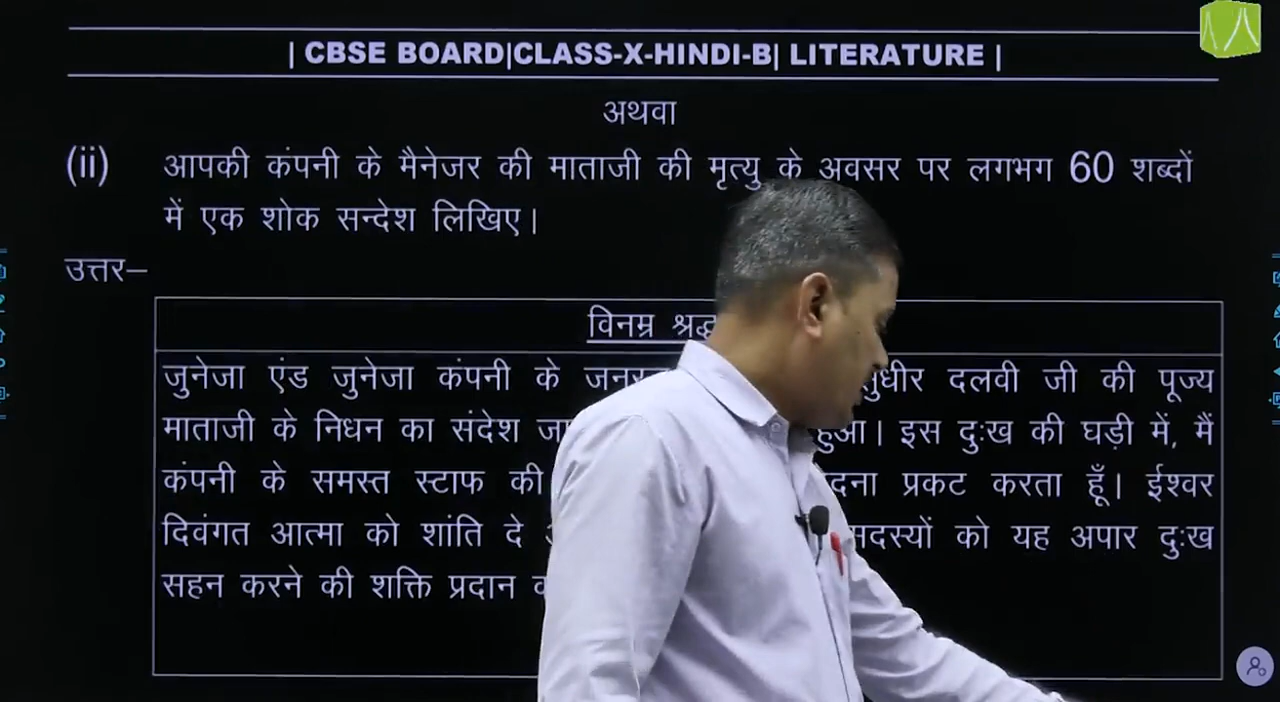 | CBSE BOARD|CLASS-X-HINDI-B| LITERATURE |
अथवा
(ii) आपकी कंपनी के मैनेजर की माताजी की मृत्यु के अवसर पर लगभग 60 शब्दों
में एक शोक सन्देश लिखिए।
उत्तर–
विनम्र
जुनेजा एंड जुनेजा कंपनी के दलवी जी की पूज्य
माताजी के निधन का संदेश हुआ। इस दुःख की घड़ी में, मैं
कंपनी के समस्त स्टाफ की प्रकट करता हूँ। ईश्वर
दिवंगत आत्मा को शांति दे को यह अपार दुःख
सहन करने की शक्ति प्रदान